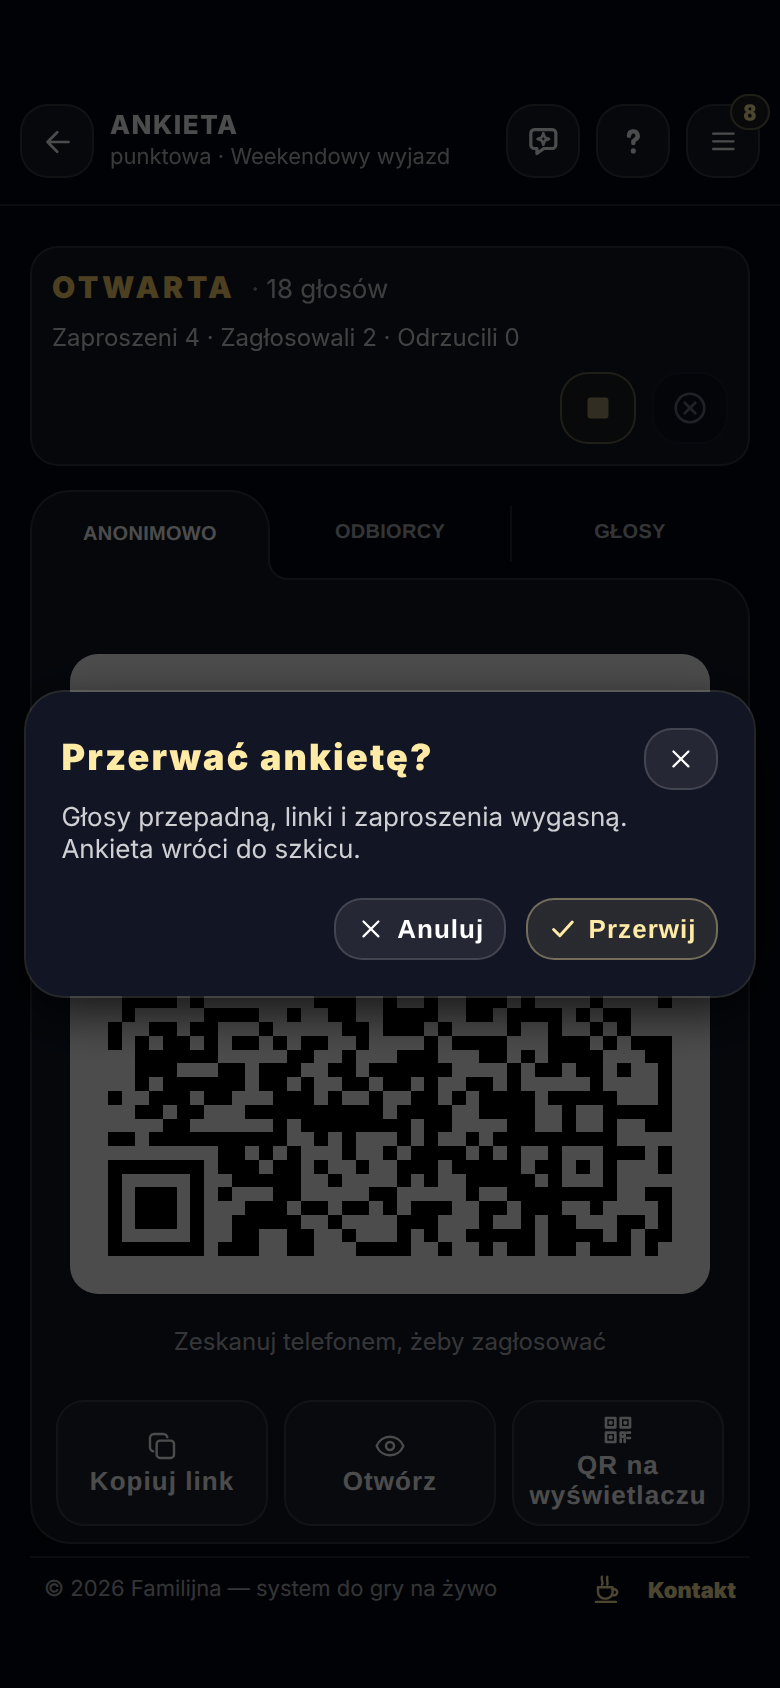 ANKIETA
8
punktowa · Weekendowy wyjazd
OTWARTA · 18 głosów
Zaproszeni 4 · Zagłosowali 2 · Odrzucili 0
ANONIMOWO
ODBIORCY
GŁOSY
Przerwać ankietę?
Głosy przepadną, linki i zaproszenia wygasną.
Ankieta wróci do szkicu.
Anuluj
Przerwij
Zeskanuj telefonem, żeby zagłosować
Kopiuj link
Otwórz
QR na
wyświetlaczu
© 2026 Familijna — system do gry na żywo
Kontakt